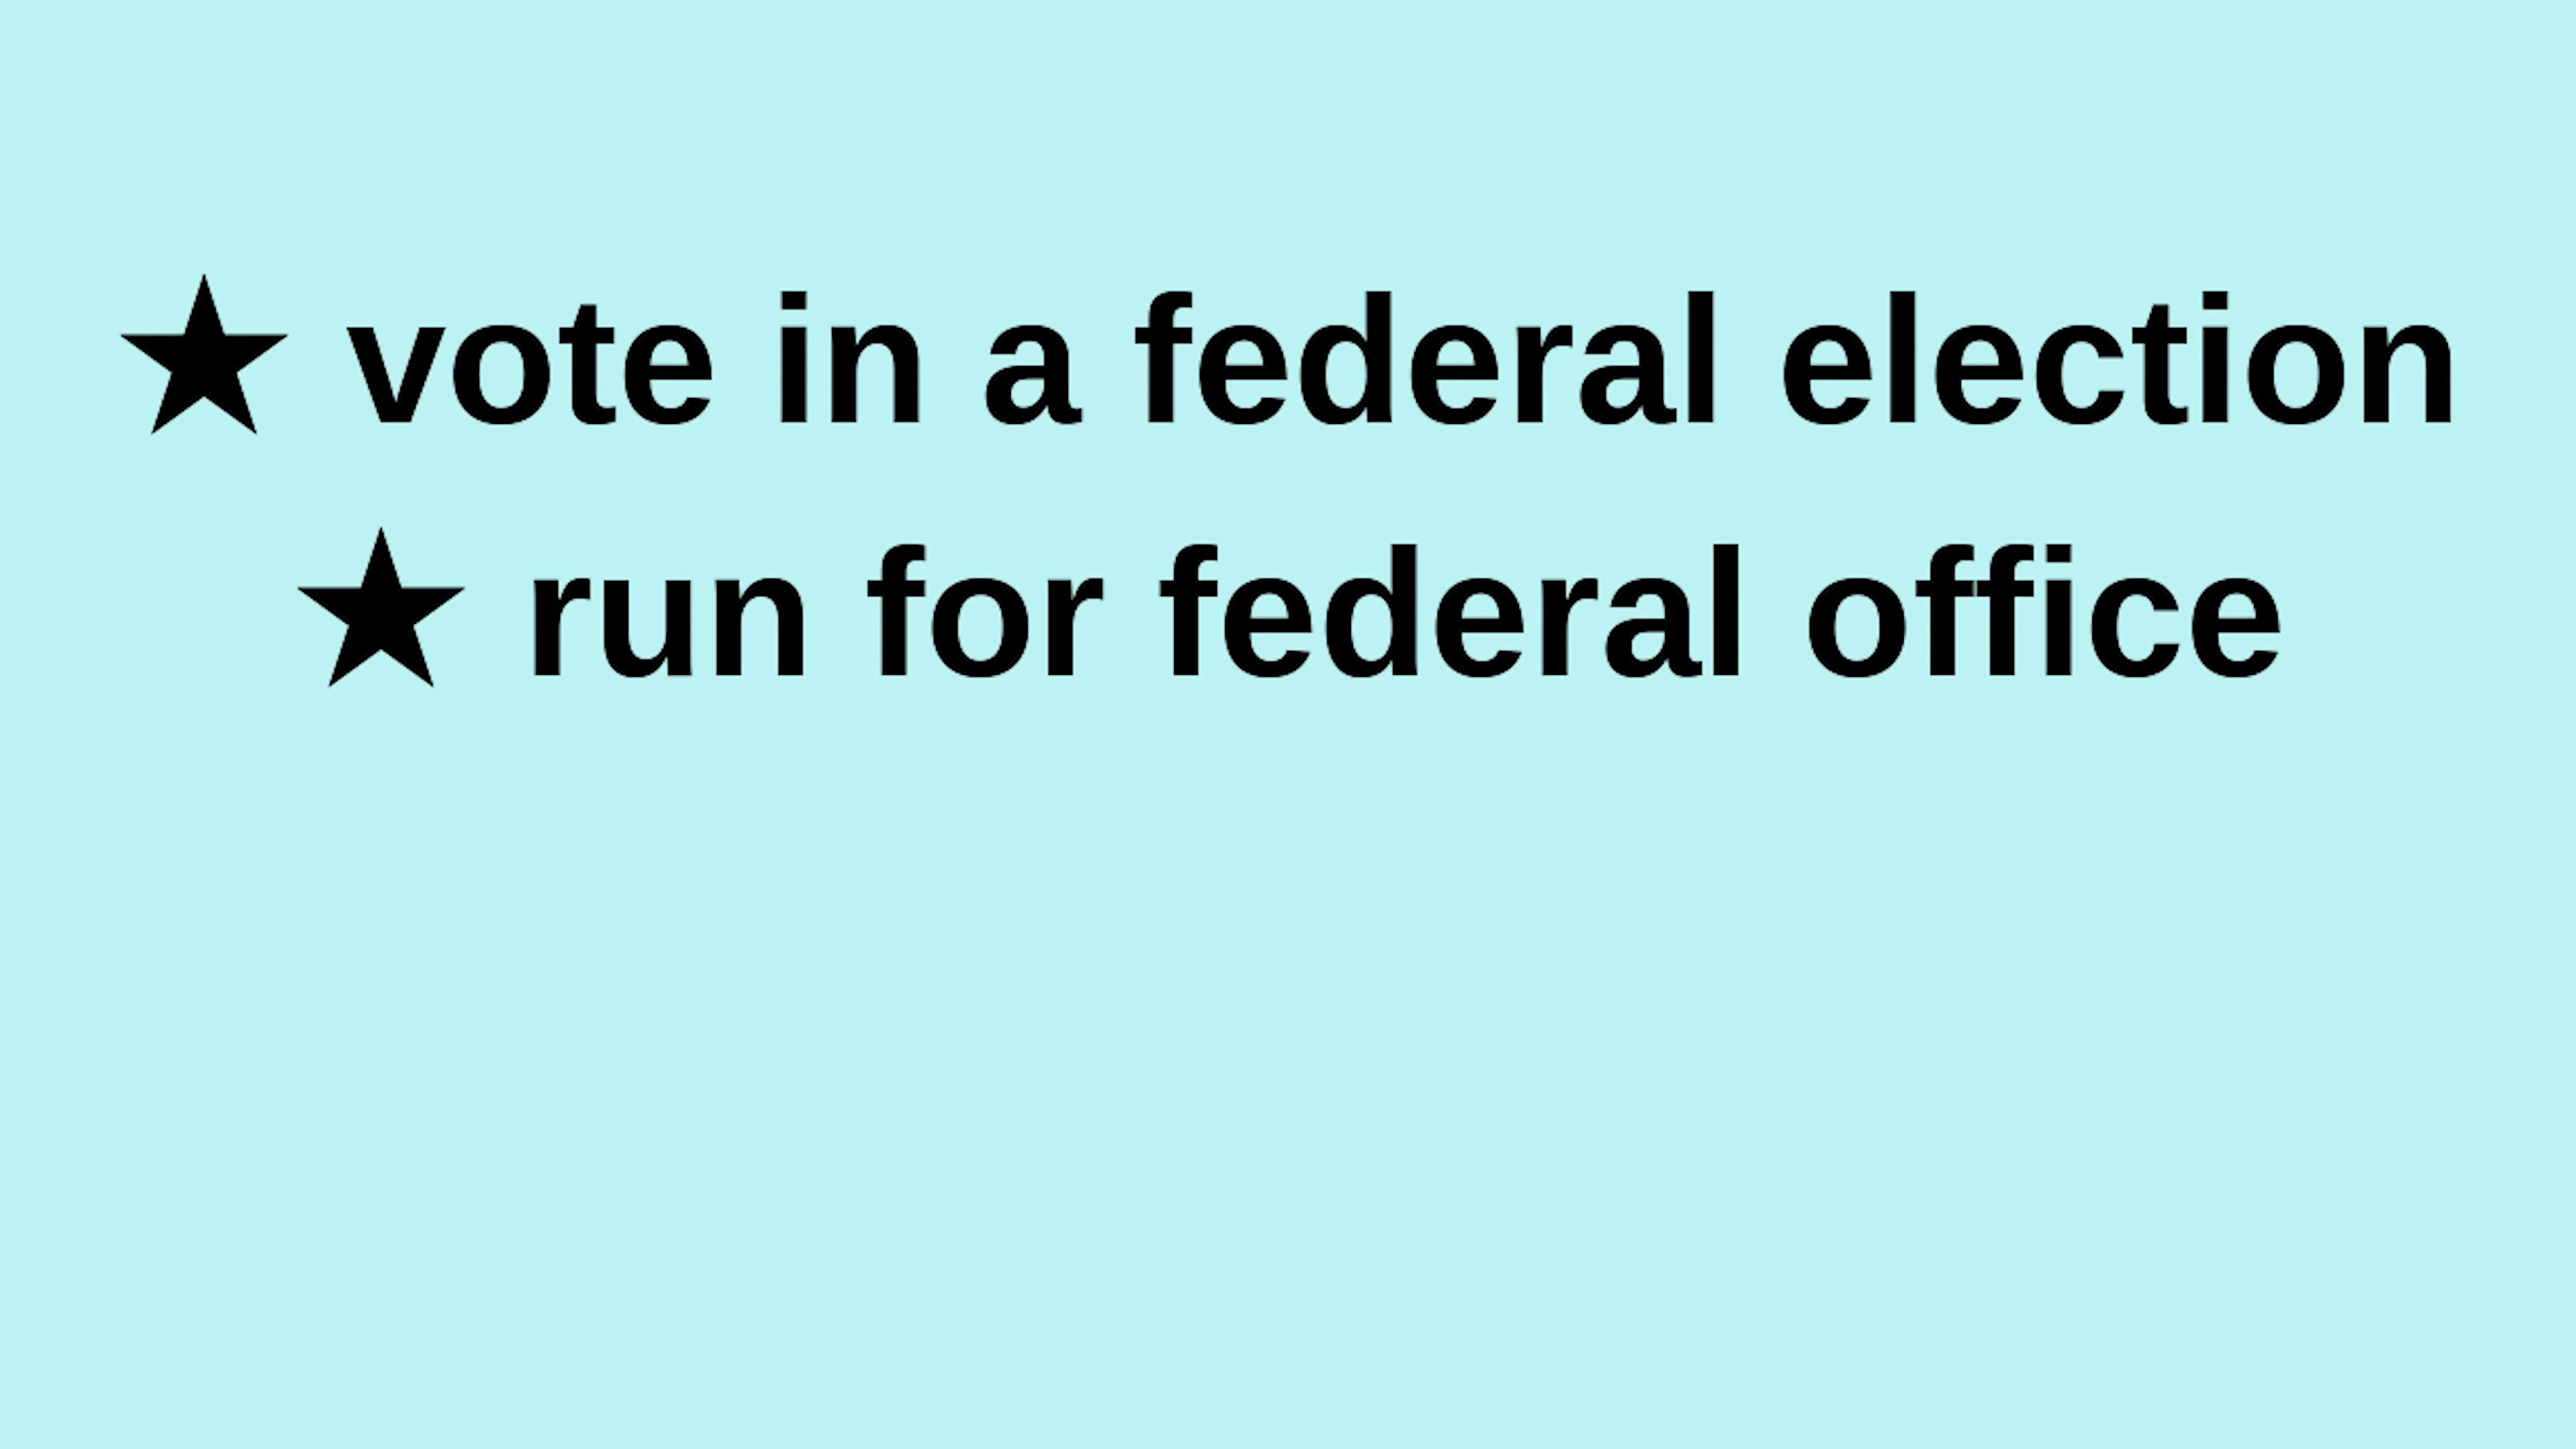 ★ vote in a federal election
★ run for federal office